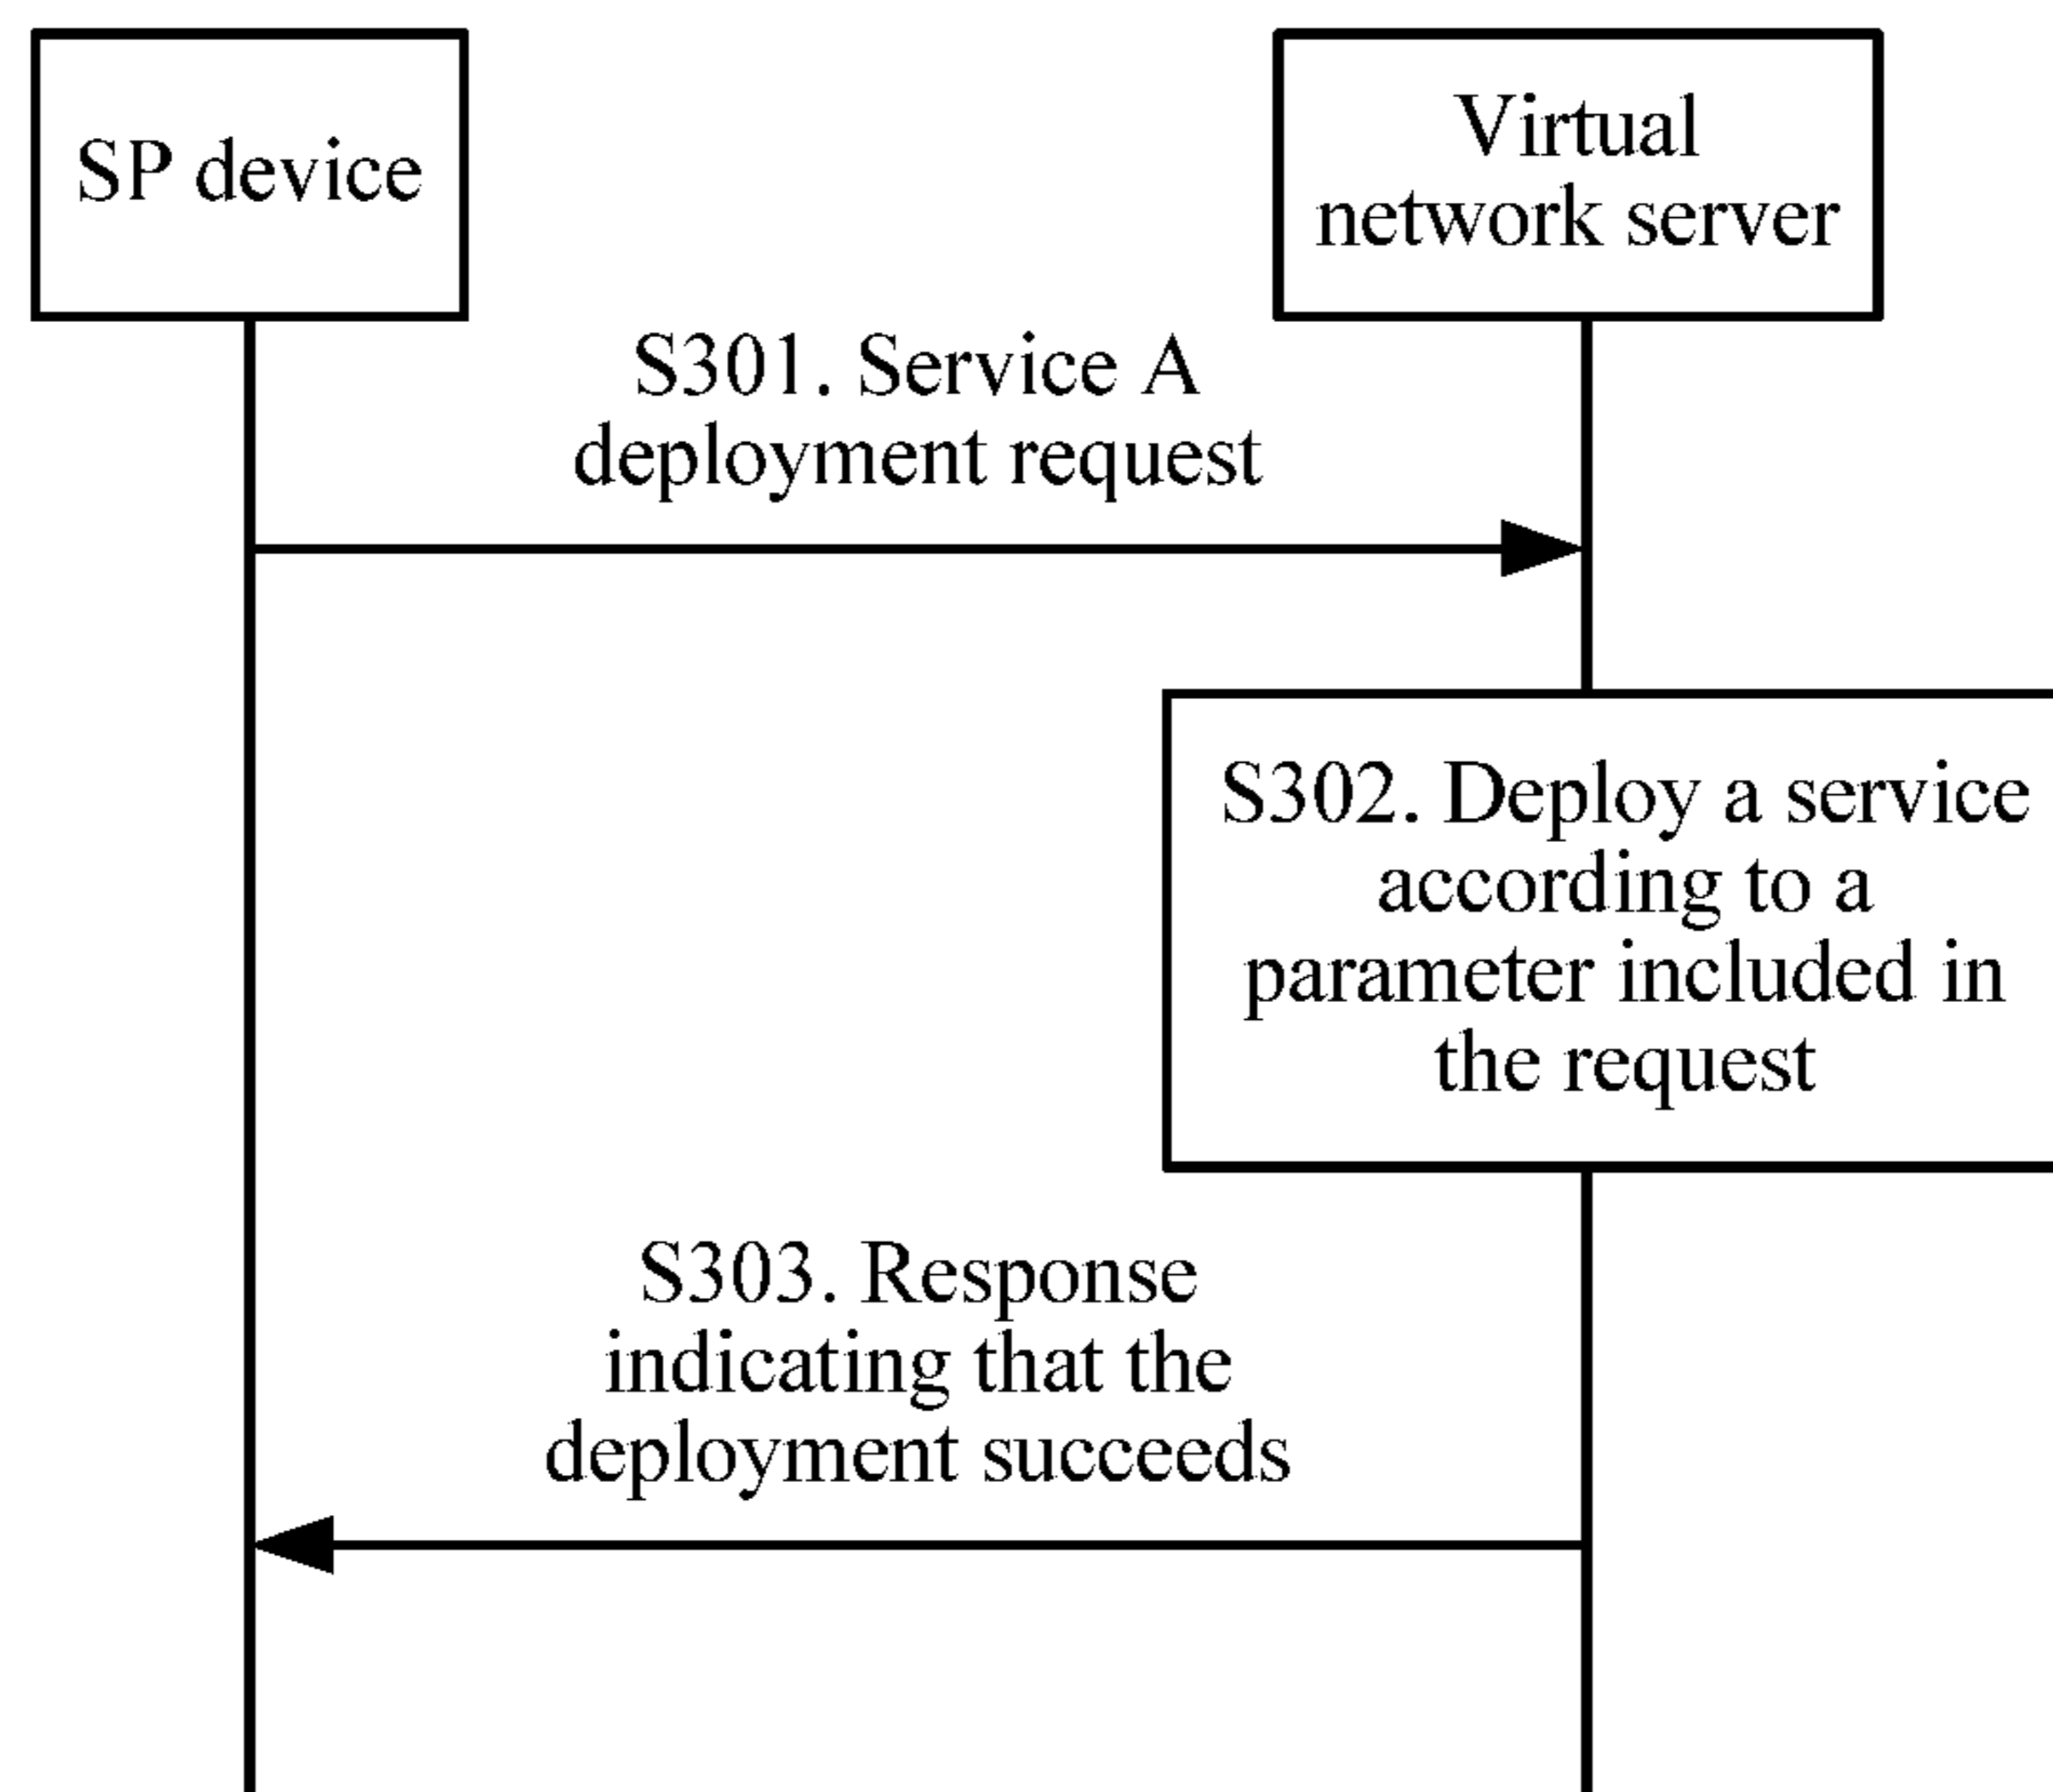 SP device
Virtual
network server
S301. Service A
deployment request
S302. Deploy a service
according to a
parameter included in
the request
S303. Response
indicating that the
deployment succeeds